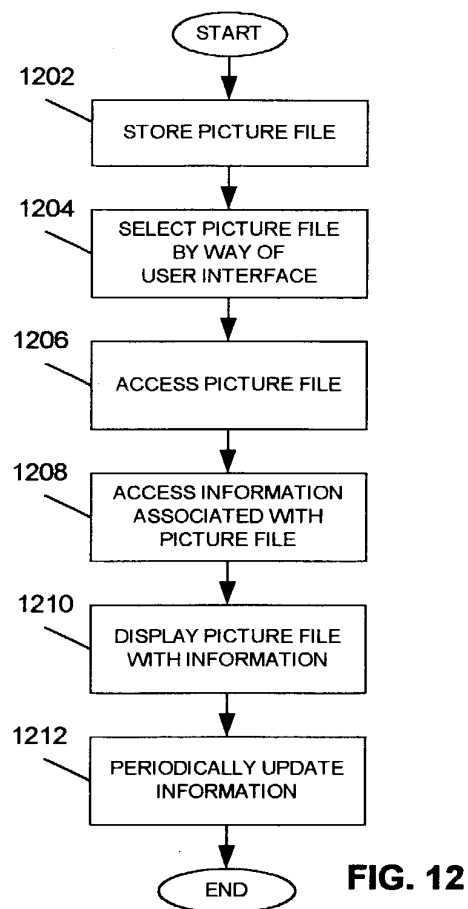 START
1202
STORE PICTURE FILE
1204
SELECT PICTURE FILE
BY WAY OF
USER INTERFACE
1206
ACCESS PICTURE FILE
1208
ACCESS INFORMATION
ASSOCIATED WITH
PICTURE FILE
1210
DISPLAY PICTURE FILE
WITH INFORMATION
1212
PERIODICALLY UPDATE
INFORMATION
END
FIG. 12